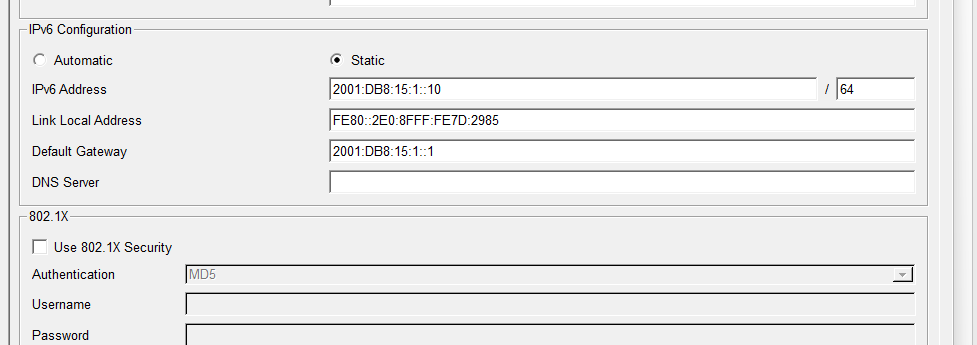 IPv6 Configuration
Automatic Static
IPv6 Address 2001:DB8:15:1::10 / 64
Link Local Address FE80::2E0:8FFF:FE7D:2985
Default Gateway 2001:DB8:15:1::1
DNS Server
802.1X
Use 802.1X Security
Authentication MD5
Username
Password